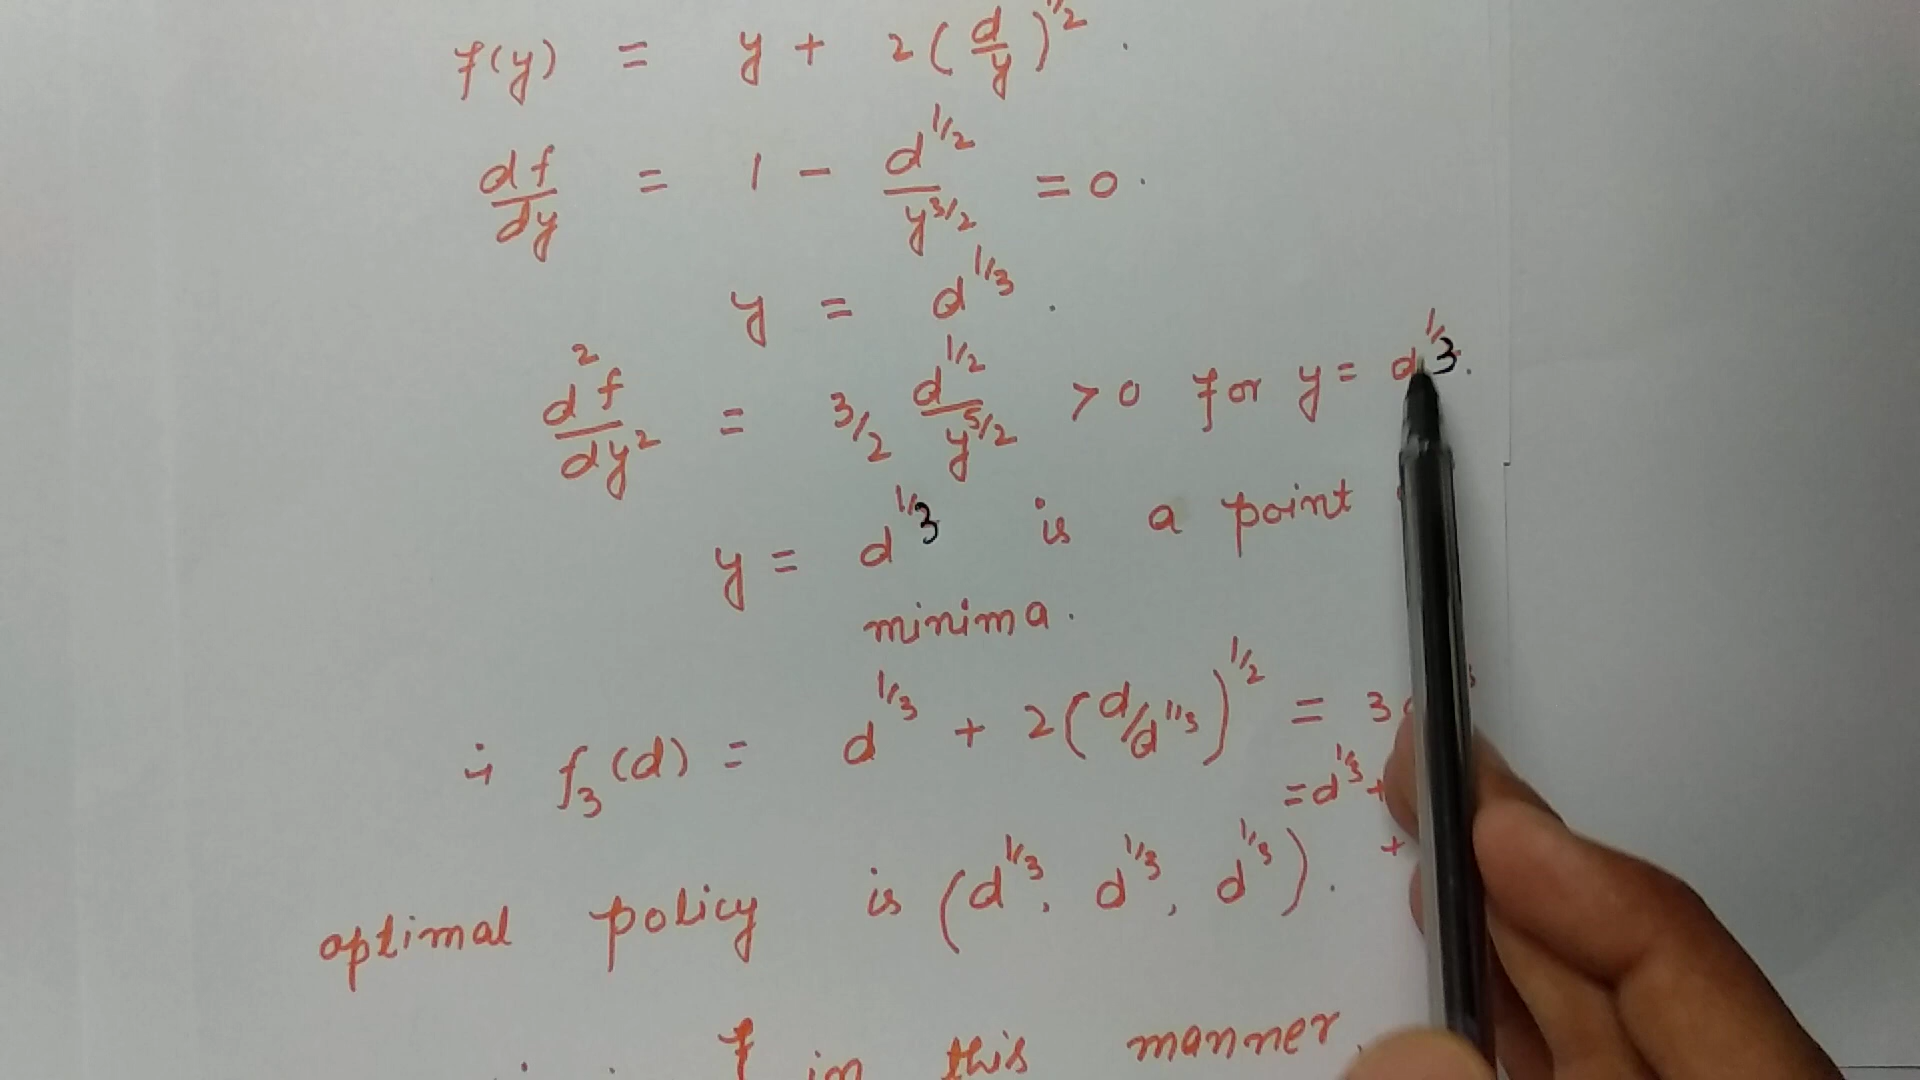 f(y) = y + 2(d/y)^1/2.
df/dy = 1 - d^1/2/y^3/2 = 0.
y = d^1/3.
d^2f/dy^2 = 3/2 d^1/2/y^5/2 > 0 for y = d^1/3.
y = d^1/3 is a point
minima.
∴ f3(d) = d^1/3 + 2(d/d^1/3)^1/2 = 3
= d^1/3 +
+
optimal policy is (d^1/3, d^1/3, d^1/3).
f in this manner.